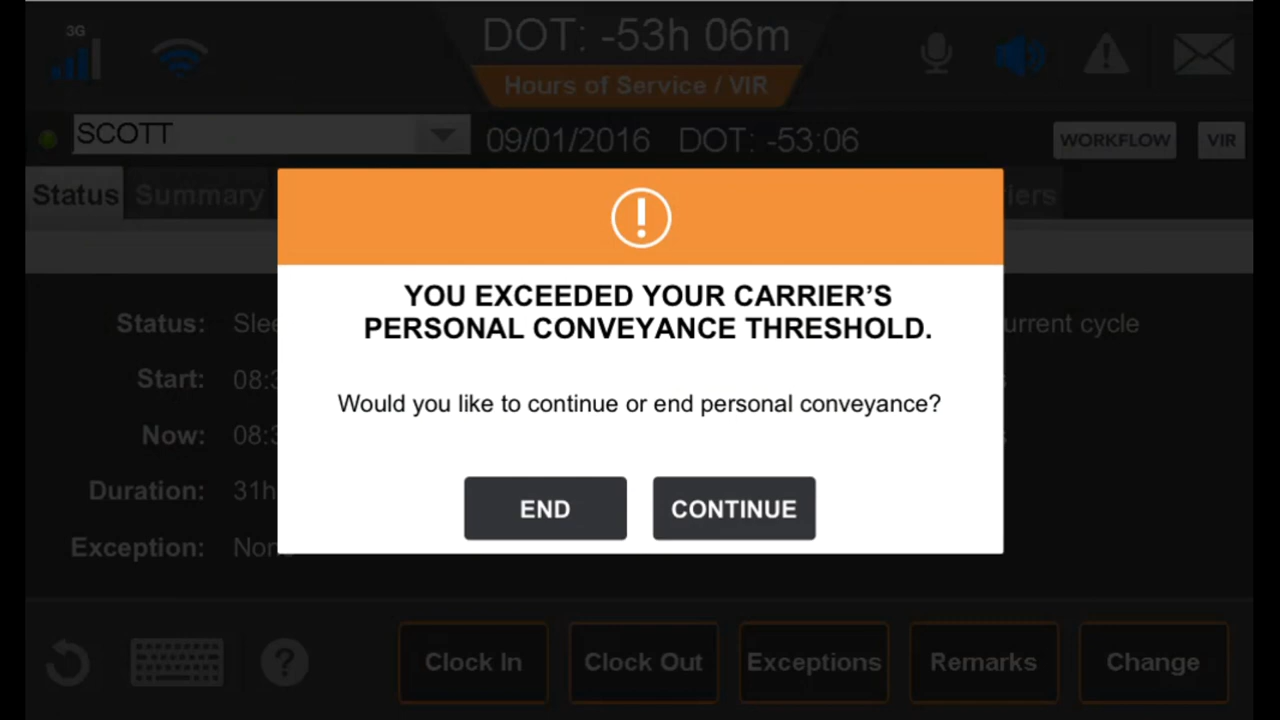 3G
DOT: -53h 06m
Hours of Service / VIR
SCOTT
09/01/2016 DOT: -53:06
WORKFLOW
VIR
Status
Summary
YOU EXCEEDED YOUR CARRIER’S
PERSONAL CONVEYANCE THRESHOLD.
Would you like to continue or end personal conveyance?
END
CONTINUE
Status:
Start:
Now:
Duration: 31h
Exception:
cycle
Clock In
Clock Out
Exceptions
Remarks
Change